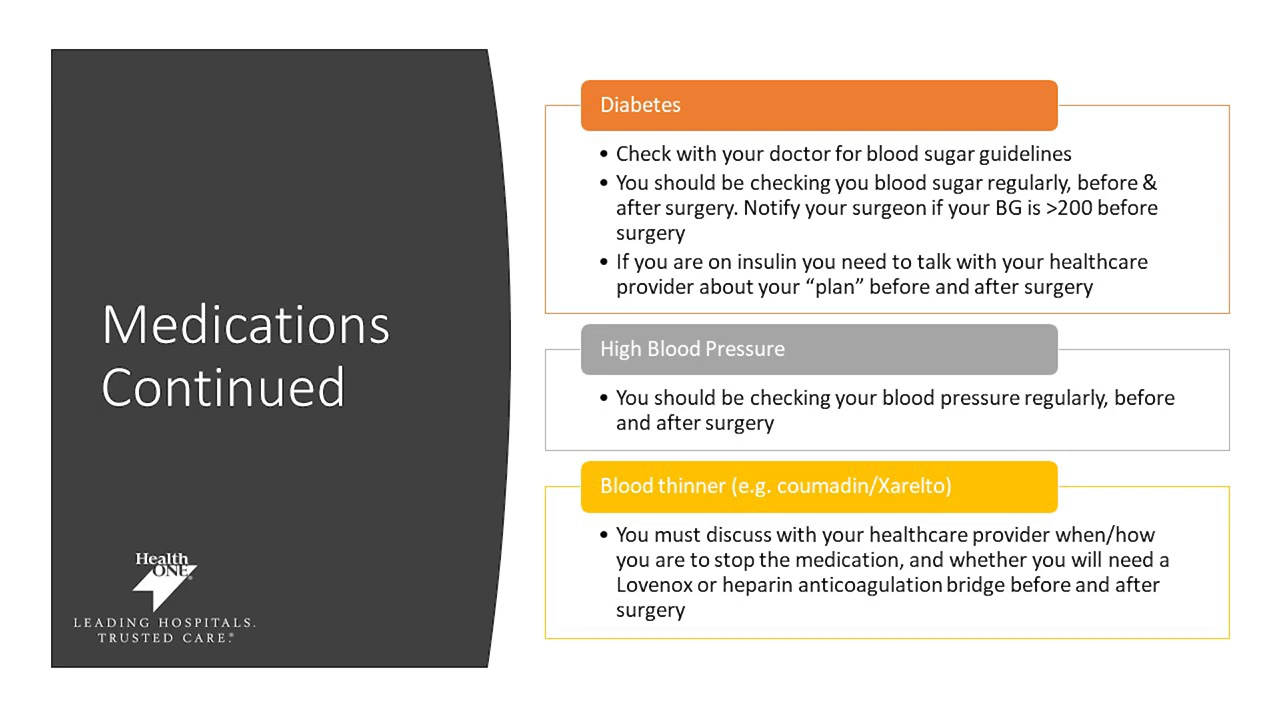 Medications
Continued
Health
ONE®
LEADING HOSPITALS.
TRUSTED CARE.®
Diabetes
• Check with your doctor for blood sugar guidelines
• You should be checking you blood sugar regularly, before &
after surgery. Notify your surgeon if your BG is >200 before
surgery
• If you are on insulin you need to talk with your healthcare
provider about your “plan” before and after surgery
High Blood Pressure
• You should be checking your blood pressure regularly, before
and after surgery
Blood thinner (e.g. coumadin/Xarelto)
• You must discuss with your healthcare provider when/how
you are to stop the medication, and whether you will need a
Lovenox or heparin anticoagulation bridge before and after
surgery